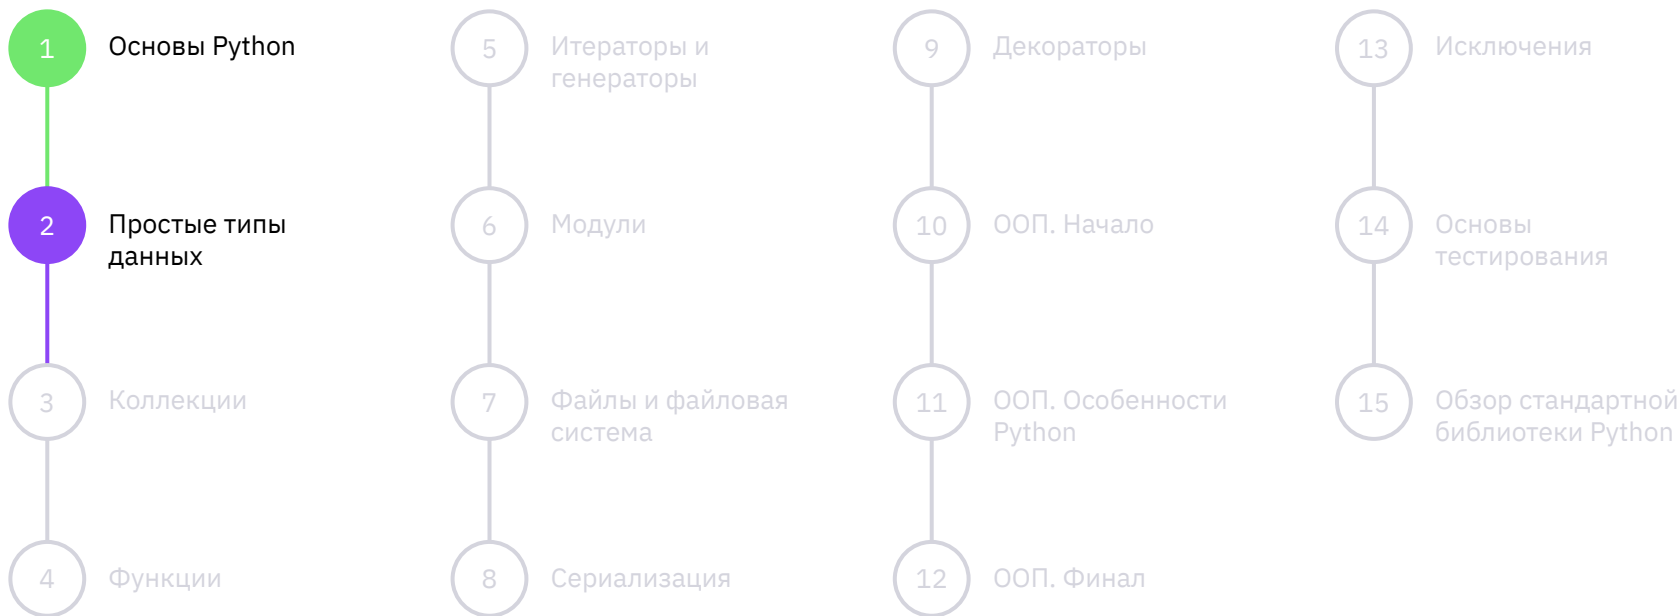 1
Основы Python
2
Простые типы
данных
3
Коллекции
4
Функции
5
Итераторы и
генераторы
6
Модули
7
Файлы и файловая
система
8
Сериализация
9
Декораторы
10
ООП. Начало
11
ООП. Особенности
Python
12
ООП. Финал
13
Исключения
14
Основы
тестирования
15
Обзор стандартной
библиотеки Python